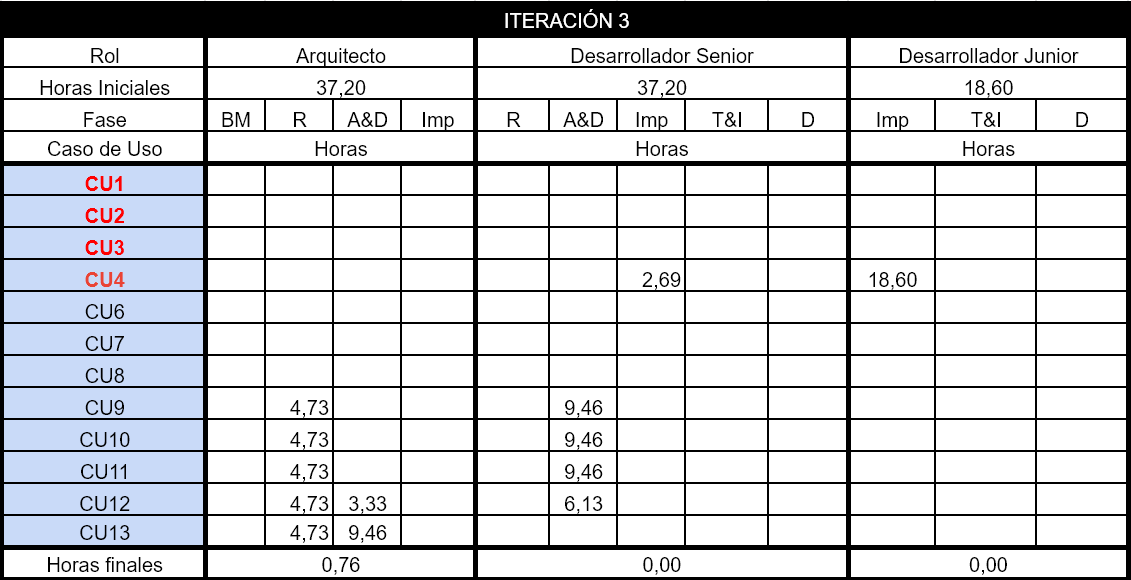 ITERACIÓN 3
Rol Arquitecto Desarrollador Senior Desarrollador Junior
Horas Iniciales 37,20 37,20 18,60
Fase BM R A&D Imp R A&D Imp T&I D Imp T&I D
Caso de Uso Horas Horas Horas
CU1
CU2
CU3
CU4 2,69 18,60
CU6
CU7
CU8
CU9 4,73 9,46
CU10 4,73 9,46
CU11 4,73 9,46
CU12 4,73 3,33 6,13
CU13 4,73 9,46
Horas finales 0,76 0,00 0,00